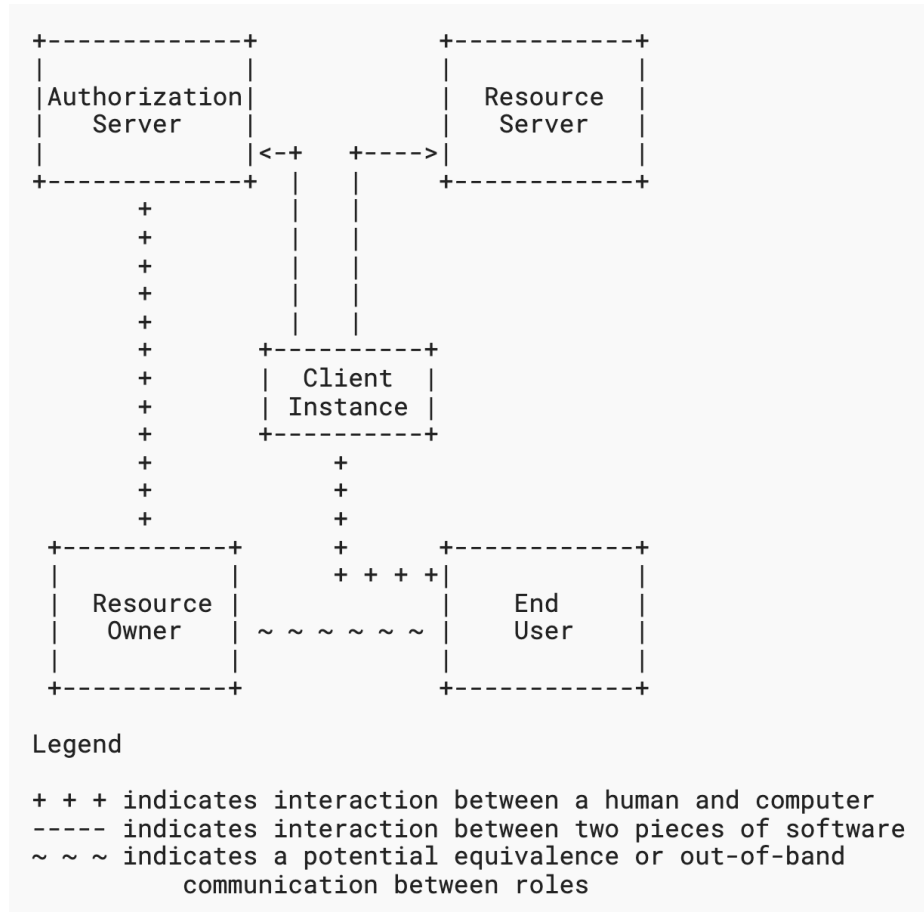 +--------------+            +------------+
|              |            |            |
|Authorization|            |  Resource  |
|   Server     |            |   Server   |
|              |<-+   +---->|            |
+--------------+  |   |     +------------+
       +          |   |
       +          |   |
       +          |   |
       +          |   |
       +          |   |
       +       +----------+
       +       |  Client  |
       +       | Instance |
       +       +----------+
       +            +
       +            +
       +            +
 +-----------+      +      +------------+
 |           |      + + + +|            |
 |  Resource |             |    End     |
 |   Owner   | ~ ~ ~ ~ ~ ~ |    User    |
 |           |             |            |
 +-----------+             +------------+
Legend
+ + + indicates interaction between a human and computer
----- indicates interaction between two pieces of software
~ ~ ~ indicates a potential equivalence or out-of-band
communication between roles